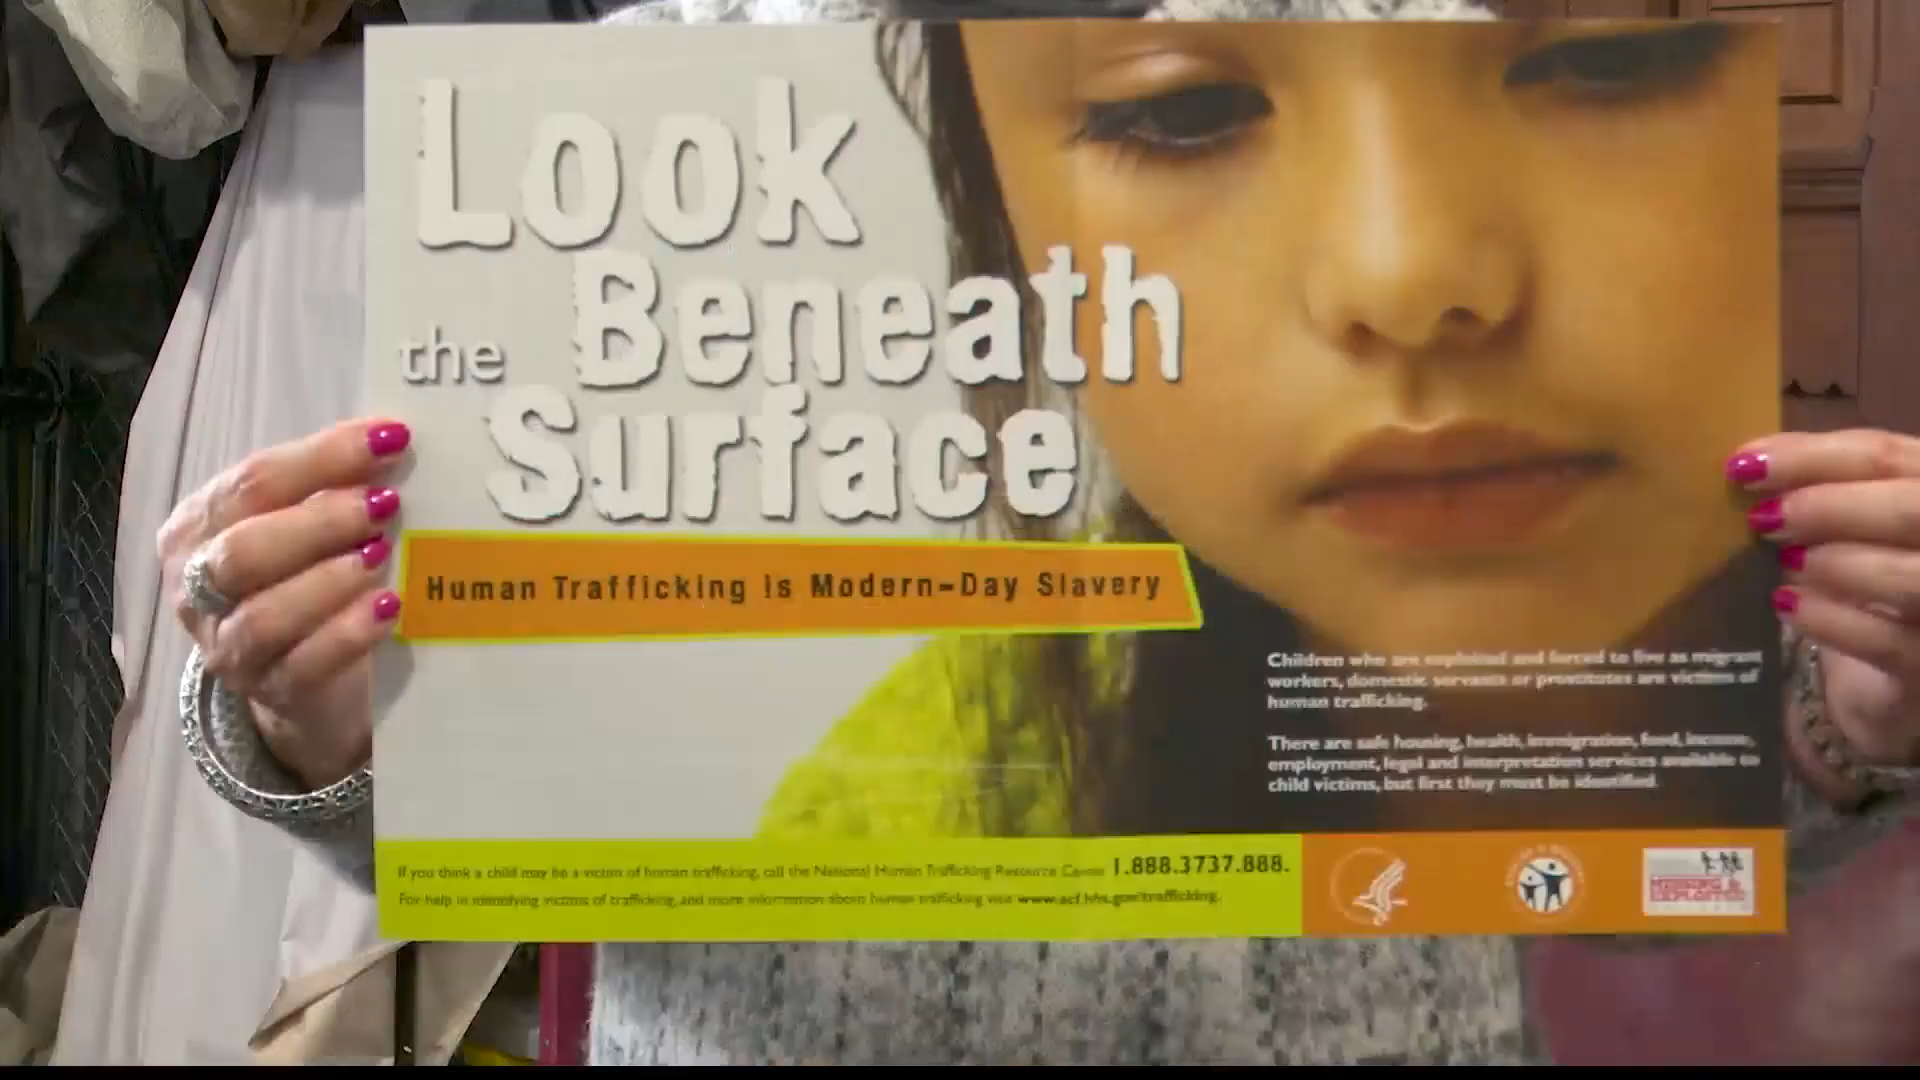 Look
Beneath
the
Surface
Human Trafficking is Modern-Day Slavery
Children who are exploited and forced to live as migrant
workers, domestic servants or prostitutes are victims of
human trafficking.
There are safe housing, health, immigration, food, income,
employment, legal and interpretation services available to
child victims, but first they must be identified.
If you think a child may be a victim of human trafficking, call the National Human Trafficking Resource Center 1.888.3737.888.
For help in identifying victims of trafficking, and more information about human trafficking visit www.acf.hhs.gov/trafficking.